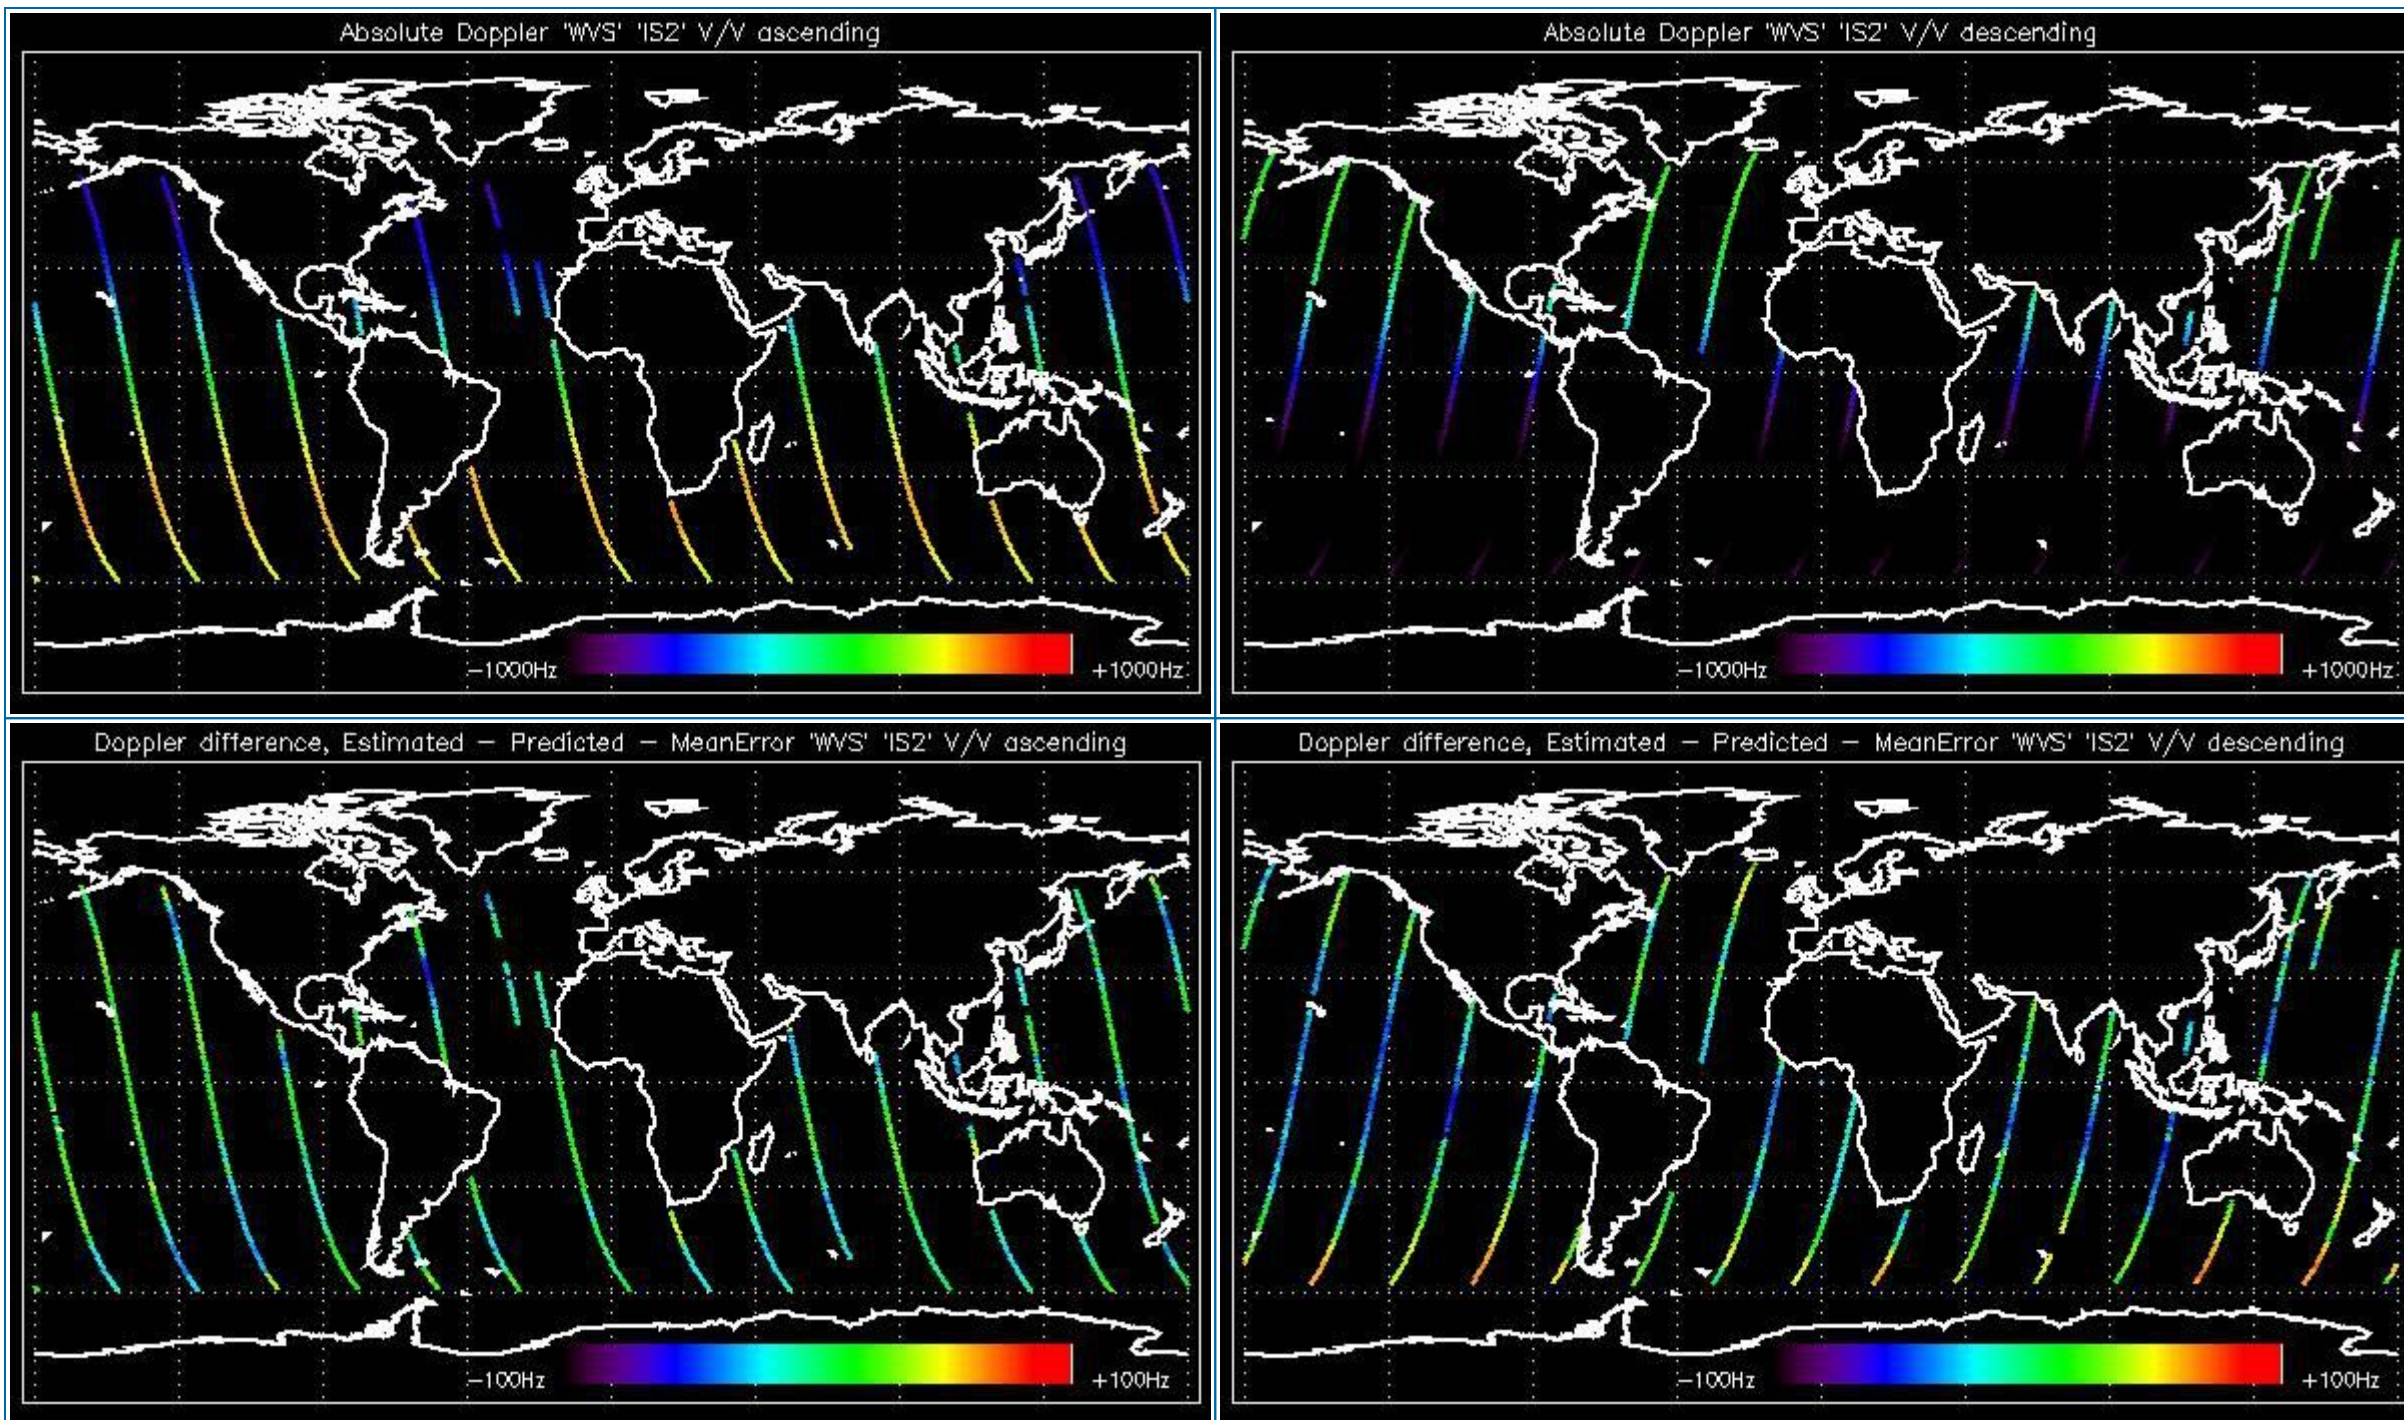 Absolute Doppler 'WVS' 'IS2' V/V ascending
-1000Hz
+1000Hz
Absolute Doppler 'WVS' 'IS2' V/V descending
-1000Hz
+1000Hz
Doppler difference, Estimated - Predicted - MeanError 'WVS' 'IS2' V/V ascending
-100Hz
+100Hz
Doppler difference, Estimated - Predicted - MeanError 'WVS' 'IS2' V/V descending
-100Hz
+100Hz